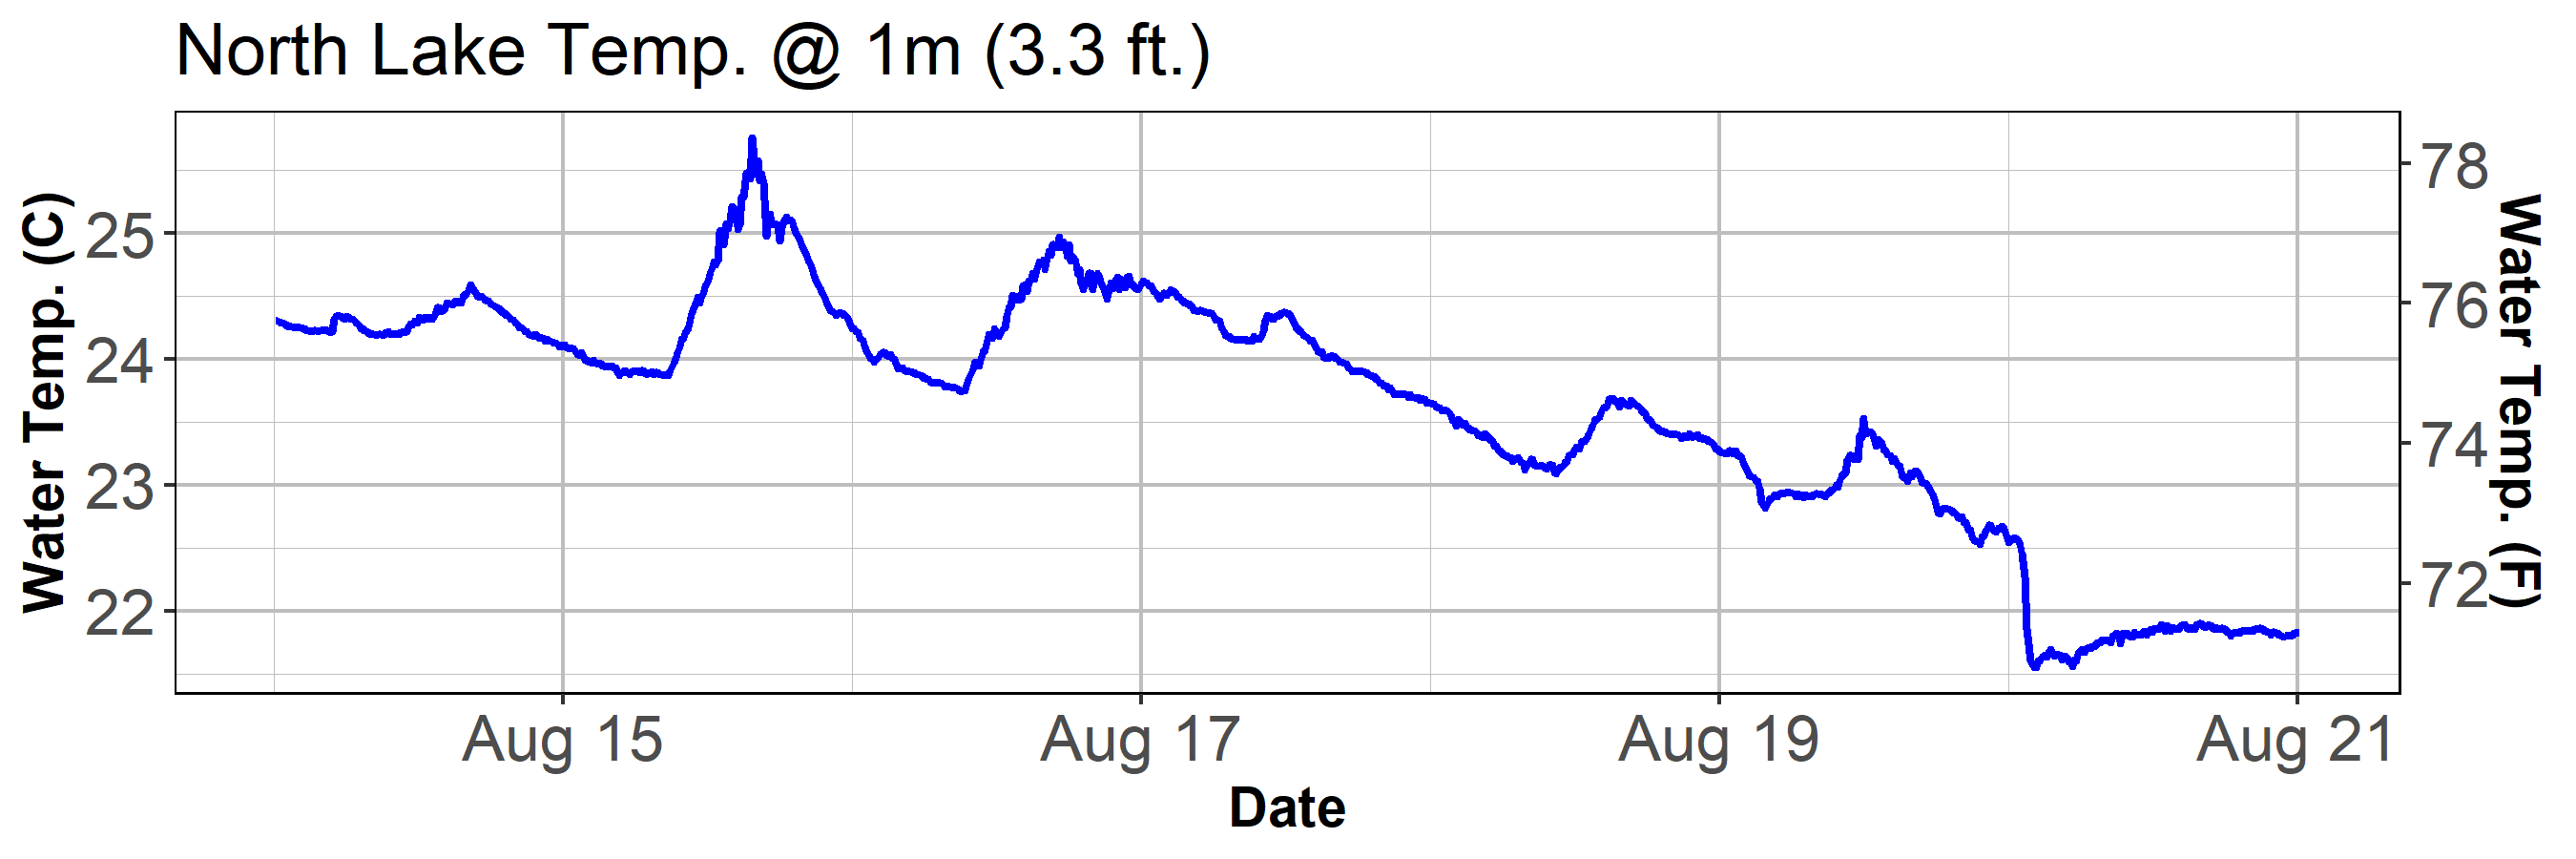 North Lake Temp. @ 1m (3.3 ft.)
Water Temp. (C)
25
24
23
22
78
76
74
72
Water Temp. (F)
Aug 15
Aug 17
Aug 19
Aug 21
Date